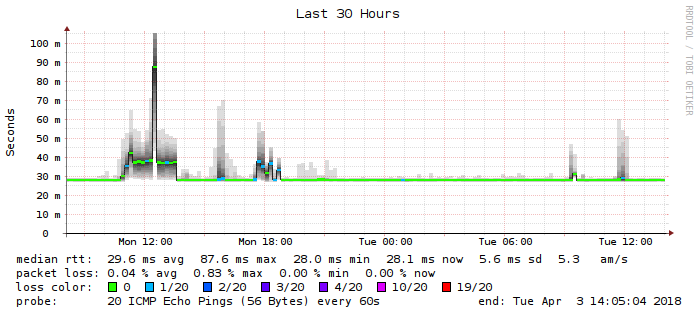 Last 30 Hours
RRDTOOL / TOBI OETIKER
Seconds
100 m
90 m
80 m
70 m
60 m
50 m
40 m
30 m
20 m
10 m
0
Mon 12:00 Mon 18:00 Tue 00:00 Tue 06:00 Tue 12:00
median rtt: 29.6 ms avg 87.6 ms max 28.0 ms min 28.1 ms now 5.6 ms sd 5.3 am/s
packet loss: 0.04 % avg 0.83 % max 0.00 % min 0.00 % now
loss color: 0 1/20 2/20 3/20 4/20 10/20 19/20
probe: 20 ICMP Echo Pings (56 Bytes) every 60s end: Tue Apr 3 14:05:04 2018